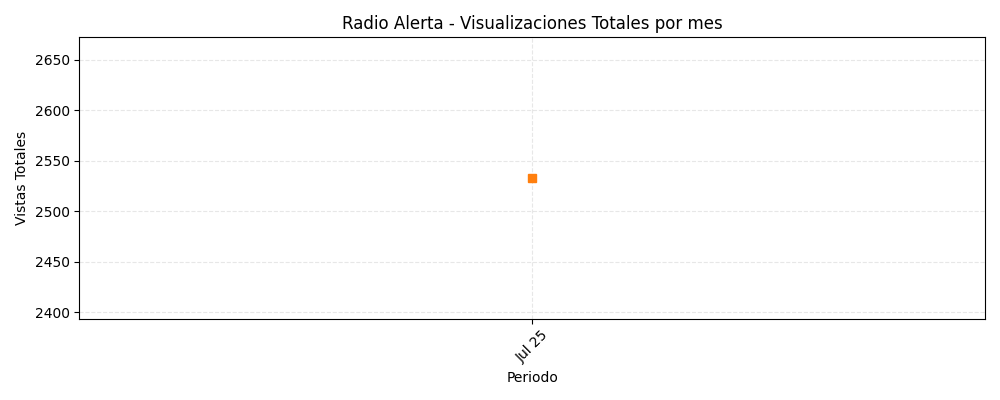 Radio Alerta - Visualizaciones Totales por mes
2650
2600
2550
2500
2450
2400
Vistas Totales
Jul 25
Periodo